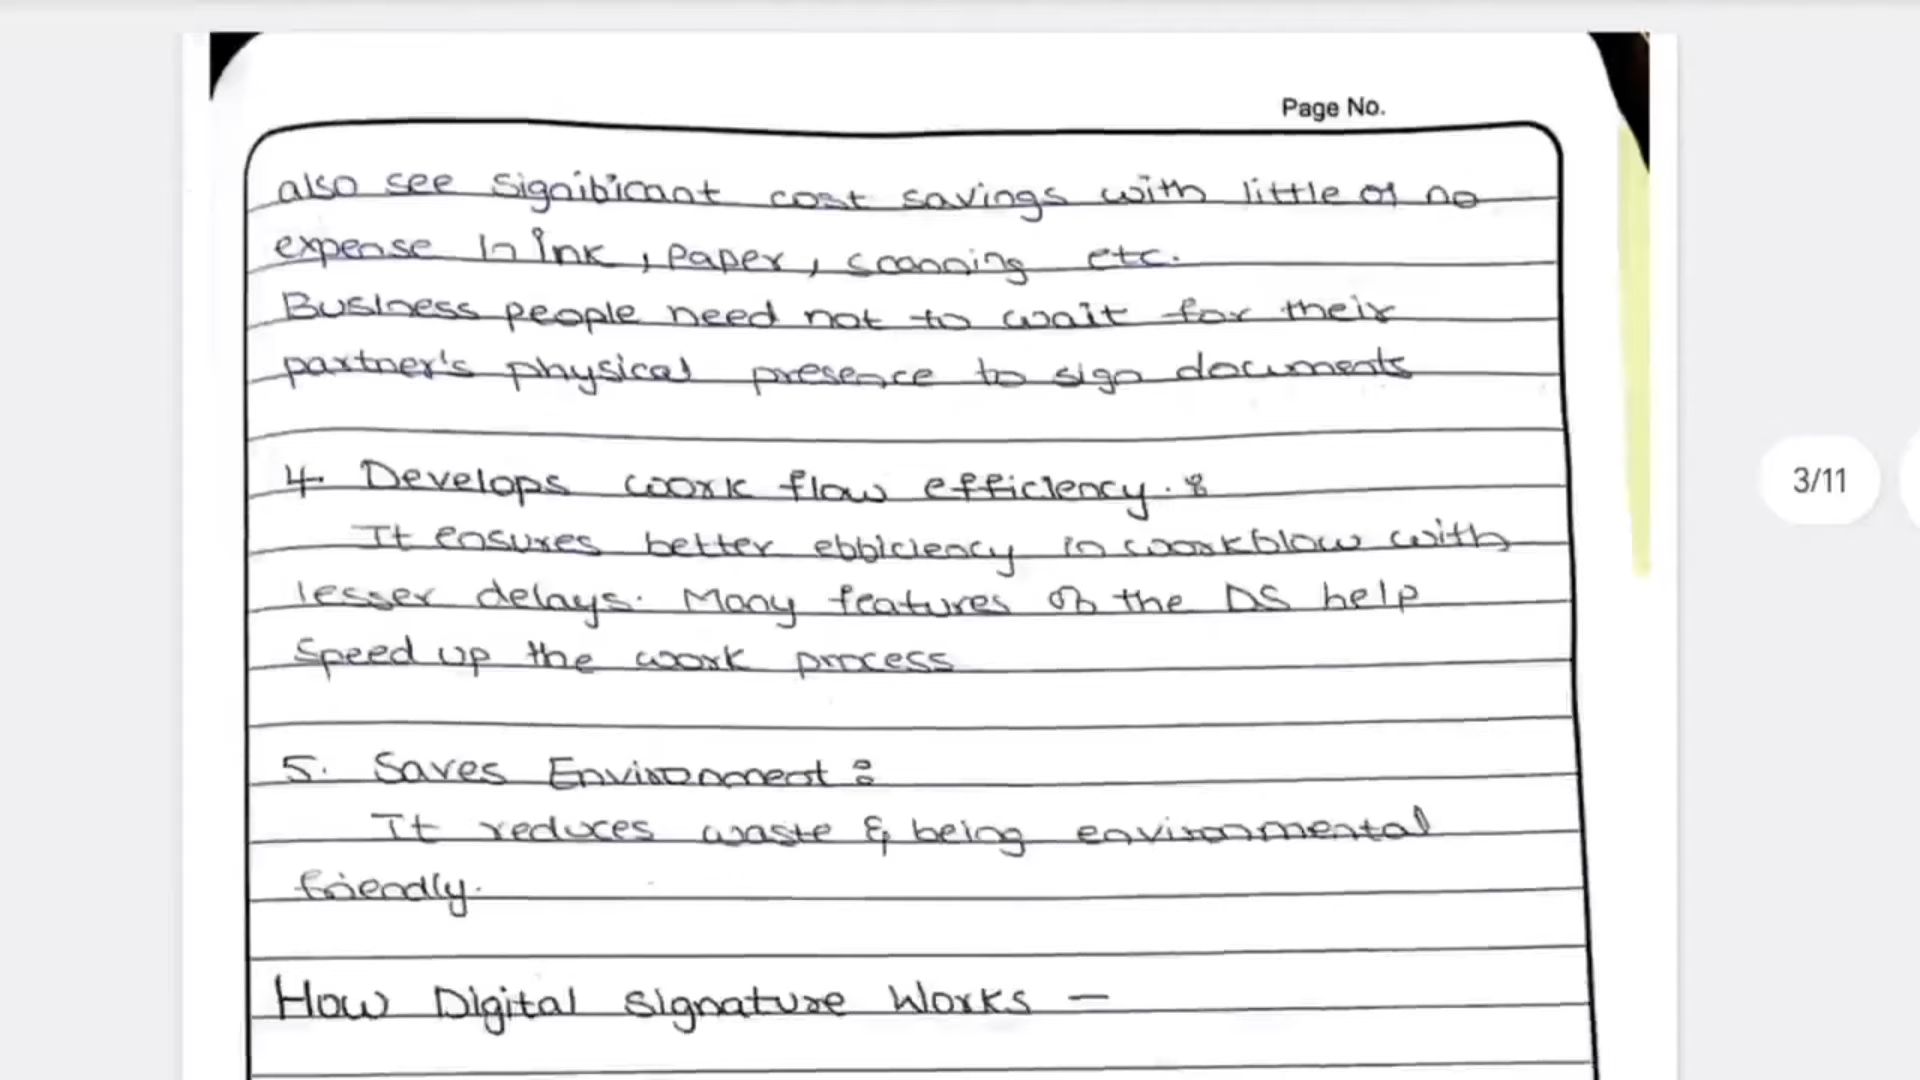 Page No.
also see significant cost savings with little or no
expense in ink, paper, scanning etc.
Business people need not to wait for their
partner's physical presence to sign documents
4. Develops work flow efficiency. :
It ensures better efficiency in workflow with
lesser delays. Many features of the DS help
speed up the work process
3/11
5. Saves Environment :
It reduces waste & being environmental
friendly.
How Digital Signature Works —